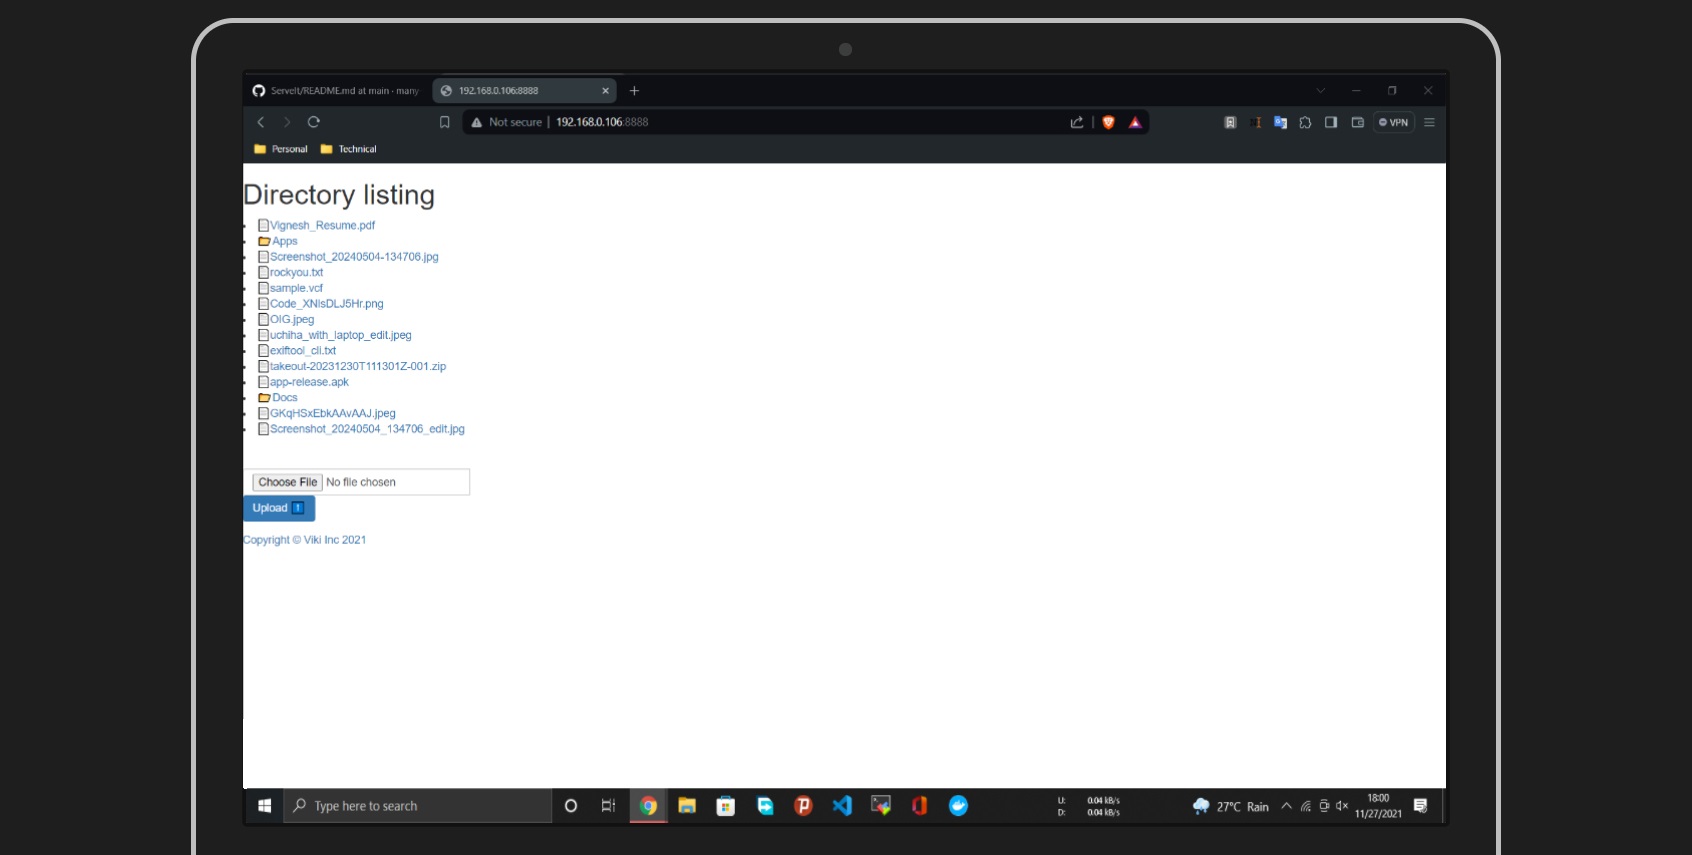 ServeIt/README.md at main · many
192.168.0.106:8888
Not secure | 192.168.0.106:8888
VPN
Personal
Technical
Directory listing
Vignesh_Resume.pdf
Apps
Screenshot_20240504-134706.jpg
rockyou.txt
sample.vcf
Code_XNlsDLJ5Hr.png
OIG.jpeg
uchiha_with_laptop_edit.jpeg
exiftool_cli.txt
takeout-20231230T111301Z-001.zip
app-release.apk
Docs
GKqHSxEbkAAvAAJ.jpeg
Screenshot_20240504_134706_edit.jpg
Choose File No file chosen
Upload
Copyright © Viki Inc 2021
Type here to search
U: 0.04 kB/s
D: 0.04 kB/s
27°C Rain
18:00
11/27/2021